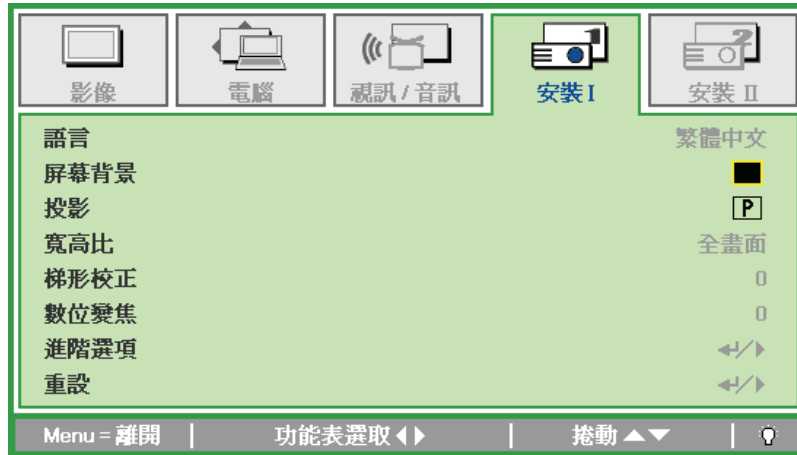 影像
電腦
視訊 / 音訊
安裝 I
安裝 II
語言 繁體中文
屏幕背景
投影 P
寬高比 全畫面
梯形校正 0
數位變焦 0
進階選項
重設
Menu = 離開 功能表選取 捲動